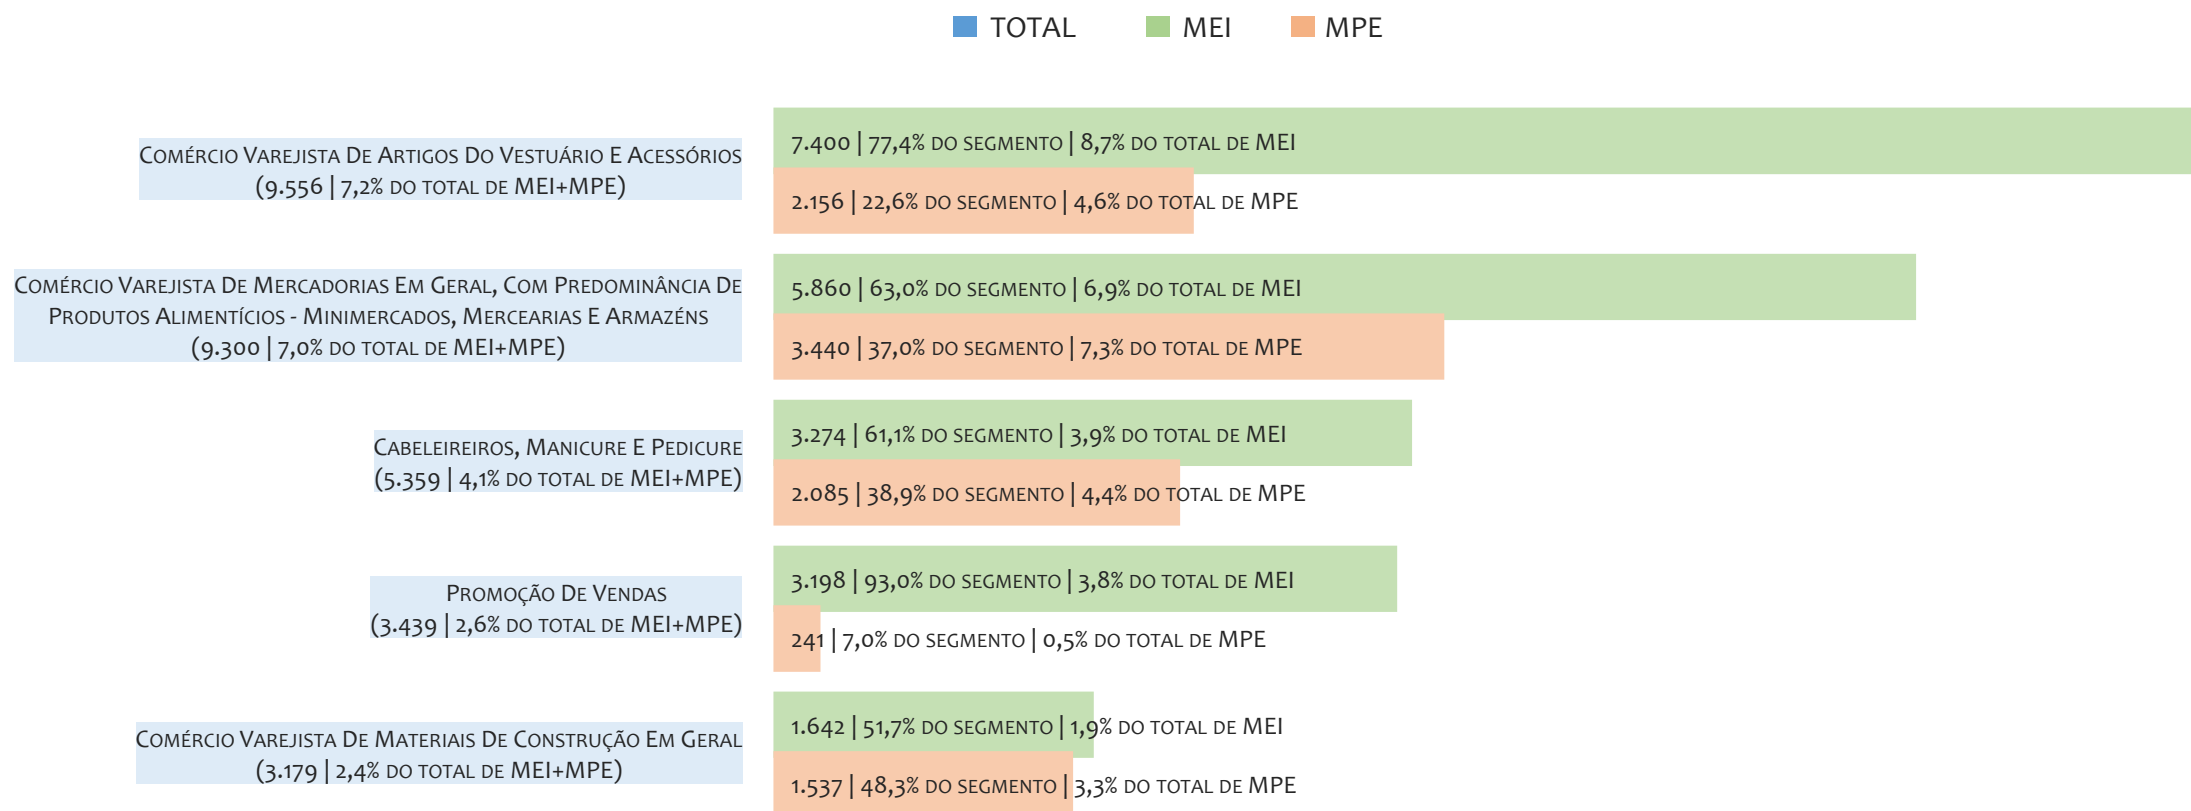 TOTAL MEI MPE
Comércio Varejista De Artigos Do Vestuário E Acessórios
(9.556 | 7,2% do total de MEI+MPE)
7.400 | 77,4% do segmento | 8,7% do total de MEI
2.156 | 22,6% do segmento | 4,6% do total de MPE
Comércio Varejista De Mercadorias Em Geral, Com Predominância De
Produtos Alimentícios - Minimercados, Mercearias E Armazéns
(9.300 | 7,0% do total de MEI+MPE)
5.860 | 63,0% do segmento | 6,9% do total de MEI
3.440 | 37,0% do segmento | 7,3% do total de MPE
Cabeleireiros, Manicure E Pedicure
(5.359 | 4,1% do total de MEI+MPE)
3.274 | 61,1% do segmento | 3,9% do total de MEI
2.085 | 38,9% do segmento | 4,4% do total de MPE
Promoção De Vendas
(3.439 | 2,6% do total de MEI+MPE)
3.198 | 93,0% do segmento | 3,8% do total de MEI
241 | 7,0% do segmento | 0,5% do total de MPE
Comércio Varejista De Materiais De Construção Em Geral
(3.179 | 2,4% do total de MEI+MPE)
1.642 | 51,7% do segmento | 1,9% do total de MEI
1.537 | 48,3% do segmento | 3,3% do total de MPE